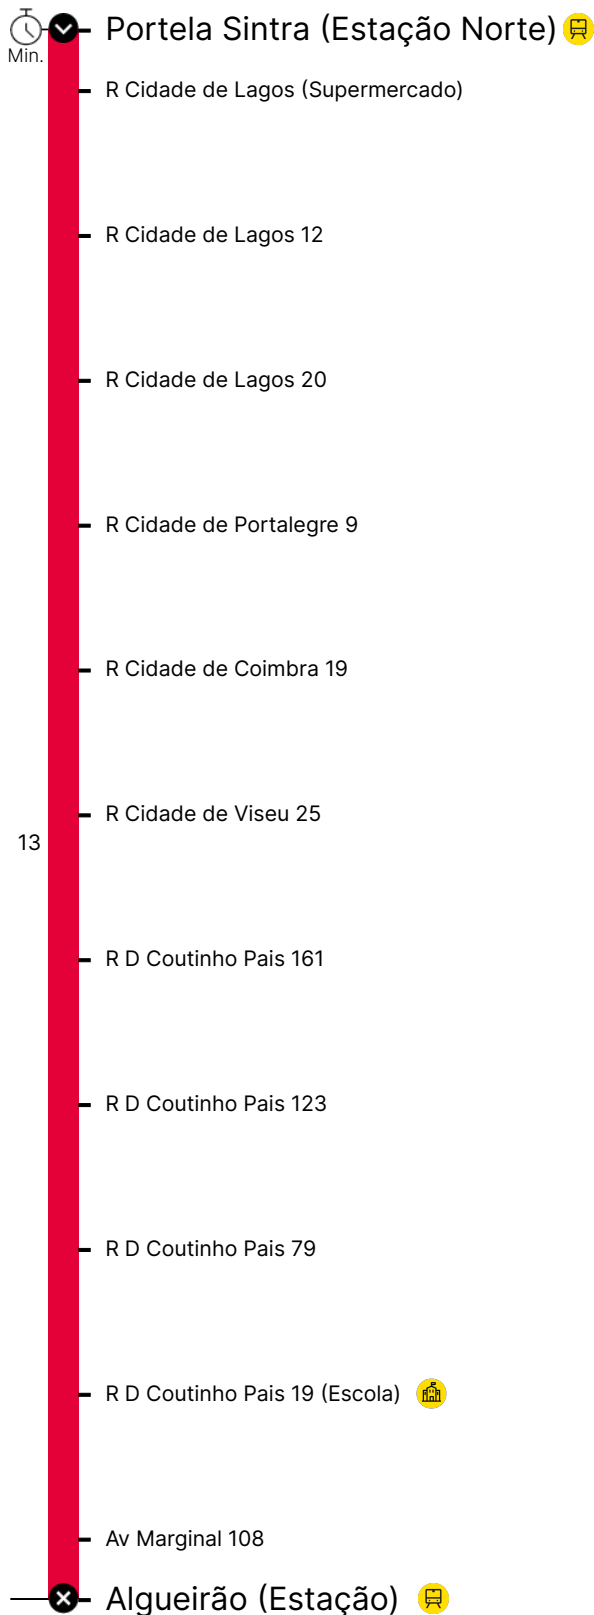 Portela Sintra (Estação Norte)
Min.
R Cidade de Lagos (Supermercado)
R Cidade de Lagos 12
R Cidade de Lagos 20
R Cidade de Portalegre 9
R Cidade de Coimbra 19
R Cidade de Viseu 25
13
R D Coutinho Pais 161
R D Coutinho Pais 123
R D Coutinho Pais 79
R D Coutinho Pais 19 (Escola)
Av Marginal 108
Algueirão (Estação)